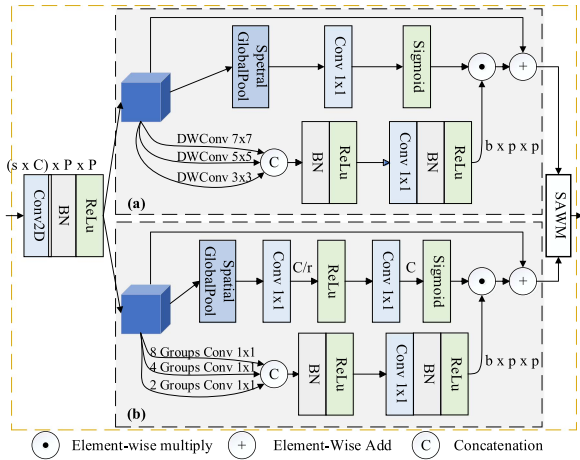 Spetral
GlobalPool
Conv 1x1
Sigmoid
DWConv 7x7
DWConv 5x5
DWConv 3x3
C
BN
ReLu
Conv 1x1
BN
ReLu
b x p x p
(a)
(s x C) x P x P
Conv2D
BN
ReLu
SAWM
Spatial
GlobalPool
Conv 1x1
C/r
ReLu
Conv 1x1
C
Sigmoid
8 Groups Conv 1x1
4 Groups Conv 1x1
2 Groups Conv 1x1
C
BN
ReLu
Conv 1x1
BN
ReLu
b x p x p
(b)
Element-wise multiply
Element-Wise Add
C
Concatenation